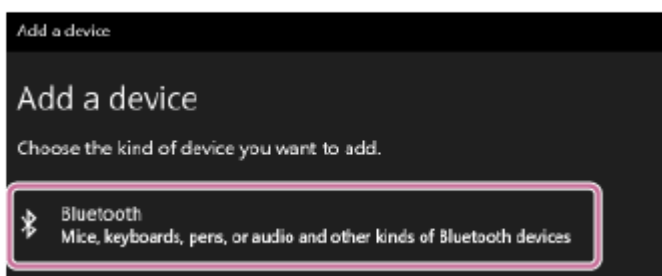 Add a device
Add a device
Choose the kind of device you want to add.
Bluetooth
Mice, keyboards, pens, or audio and other kinds of Bluetooth devices